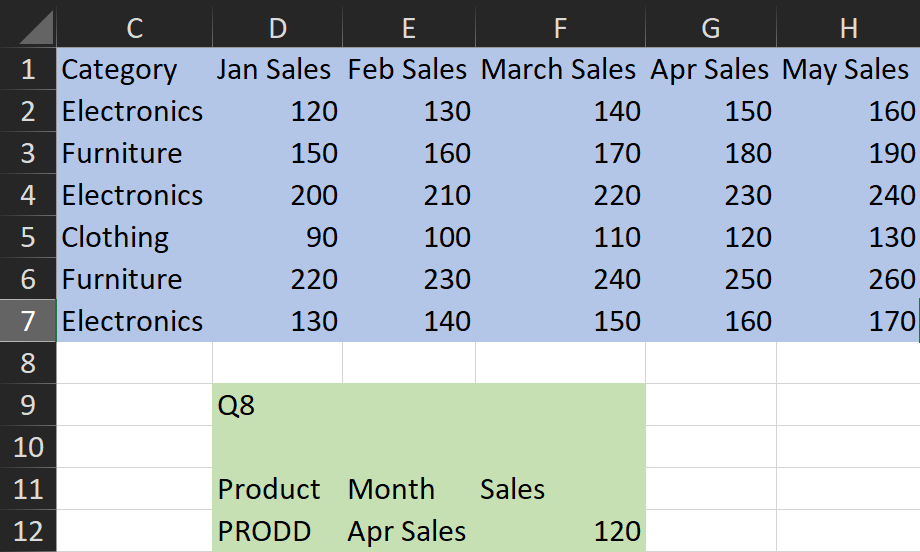 C D E F G H
1 Category Jan Sales Feb Sales March Sales Apr Sales May Sales
2 Electronics 120 130 140 150 160
3 Furniture 150 160 170 180 190
4 Electronics 200 210 220 230 240
5 Clothing 90 100 110 120 130
6 Furniture 220 230 240 250 260
7 Electronics 130 140 150 160 170
8
9 Q8
10
11 Product Month Sales
12 PRODD Apr Sales 120